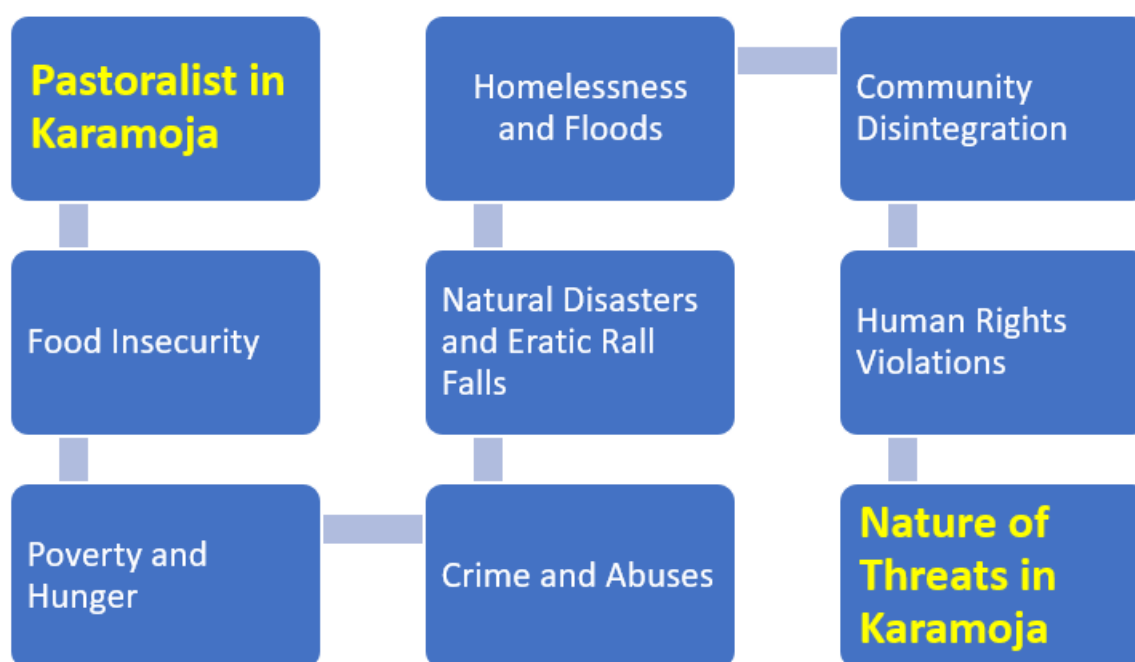 Pastoralist in
Karamoja
Food Insecurity
Poverty and
Hunger
Crime and Abuses
Natural Disasters
and Eratic Rall
Falls
Homelessness
and Floods
Community
Disintegration
Human Rights
Violations
Nature of
Threats in
Karamoja